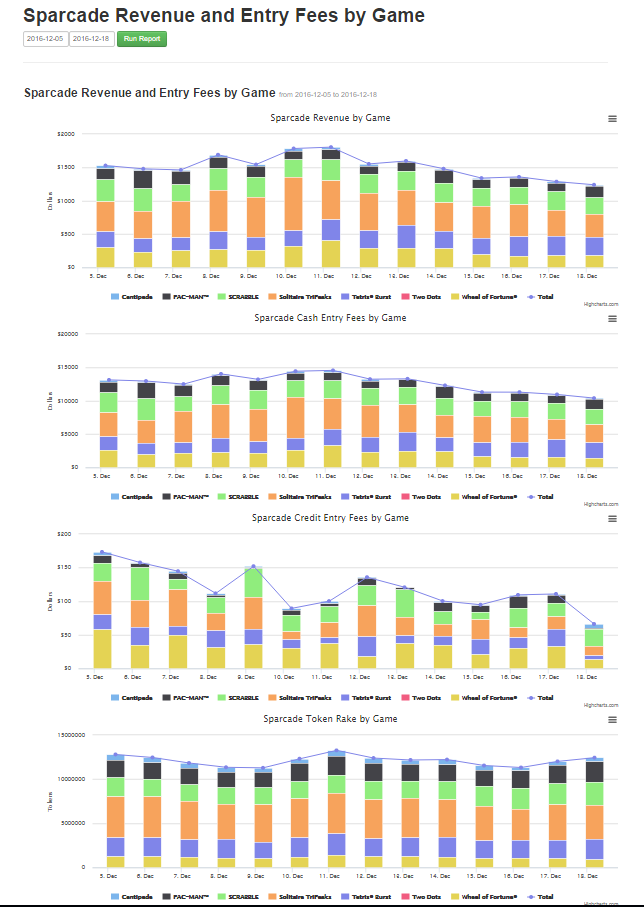 Sparcade Revenue and Entry Fees by Game
2016-12-05 2016-12-18 Run Report
Sparcade Revenue and Entry Fees by Game from 2016-12-05 to 2016-12-18
Sparcade Revenue by Game
$2000
$1500
$1000
$500
$0
Dollars
5. Dec 6. Dec 7. Dec 8. Dec 9. Dec 10. Dec 11. Dec 12. Dec 13. Dec 14. Dec 15. Dec 16. Dec 17. Dec 18. Dec
Centipede PAC-MAN™ SCRABBLE Solitaire TriPeaks Tetris® Burst Two Dots Wheel of Fortune® Total
Highcharts.com
Sparcade Cash Entry Fees by Game
$20000
$15000
$10000
$5000
$0
Dollars
5. Dec 6. Dec 7. Dec 8. Dec 9. Dec 10. Dec 11. Dec 12. Dec 13. Dec 14. Dec 15. Dec 16. Dec 17. Dec 18. Dec
Centipede PAC-MAN™ SCRABBLE Solitaire TriPeaks Tetris® Burst Two Dots Wheel of Fortune® Total
Highcharts.com
Sparcade Credit Entry Fees by Game
$200
$150
$100
$50
$0
Dollars
5. Dec 6. Dec 7. Dec 8. Dec 9. Dec 10. Dec 11. Dec 12. Dec 13. Dec 14. Dec 15. Dec 16. Dec 17. Dec 18. Dec
Centipede PAC-MAN™ SCRABBLE Solitaire TriPeaks Tetris® Burst Two Dots Wheel of Fortune® Total
Highcharts.com
Sparcade Token Rake by Game
15000000
10000000
5000000
0
Tokens
5. Dec 6. Dec 7. Dec 8. Dec 9. Dec 10. Dec 11. Dec 12. Dec 13. Dec 14. Dec 15. Dec 16. Dec 17. Dec 18. Dec
Centipede PAC-MAN™ SCRABBLE Solitaire TriPeaks Tetris® Burst Two Dots Wheel of Fortune® Total
Highcharts.com